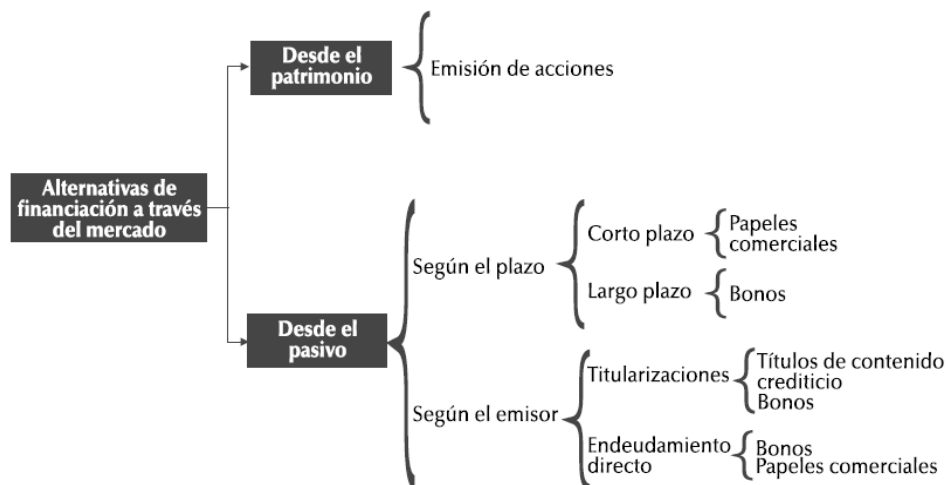 Alternativas de
financiación a través
del mercado
Desde el
patrimonio
Emisión de acciones
Desde el
pasivo
Según el plazo
Corto plazo
Papeles
comerciales
Largo plazo
Bonos
Según el emisor
Titularizaciones
Títulos de contenido
crediticio
Bonos
Endeudamiento
directo
Bonos
Papeles comerciales